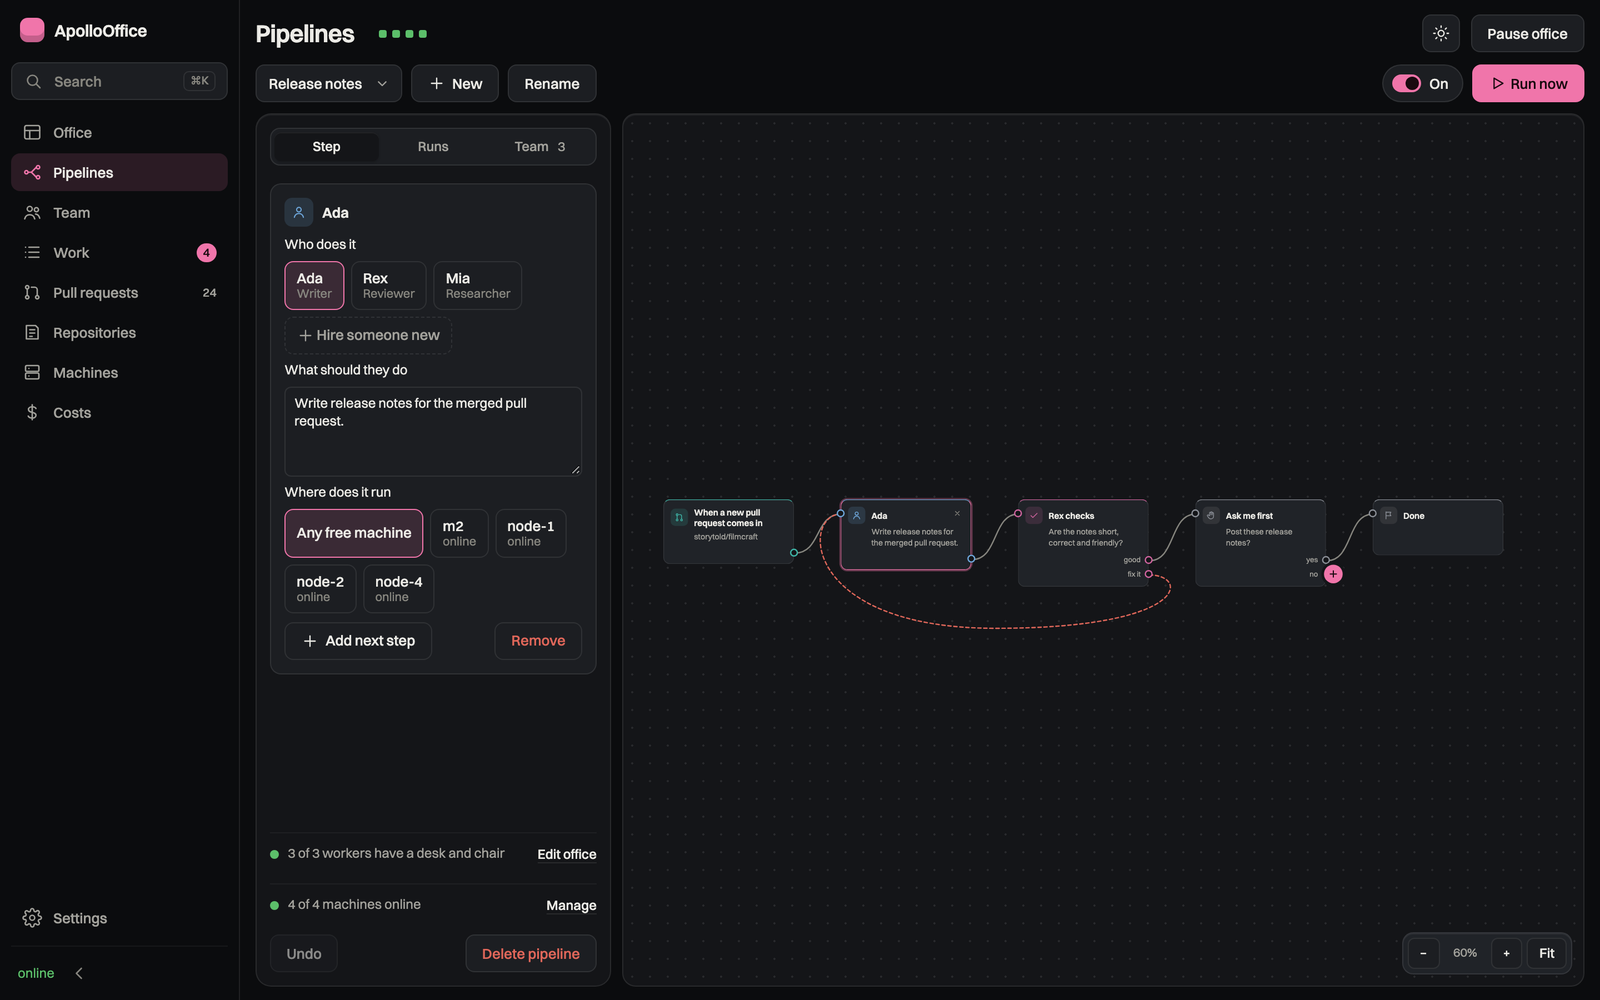 ApolloOffice
Search ⌘K
Office
Pipelines
Team
Work 4
Pull requests 24
Repositories
Machines
Costs
Settings
online
Pipelines
Pause office
Release notes
+ New
Rename
On
Run now
Step Runs Team 3
Ada
Who does it
Ada
Writer
Rex
Reviewer
Mia
Researcher
+ Hire someone new
What should they do
Write release notes for the merged pull
request.
Where does it run
Any free machine
m2
online
node-1
online
node-2
online
node-4
online
+ Add next step
Remove
3 of 3 workers have a desk and chair
Edit office
4 of 4 machines online
Manage
Undo
Delete pipeline
When a new pull
request comes in
storytold/filmcraft
Ada
Write release notes for
the merged pull request.
Rex checks
Are the notes short,
correct and friendly?
good
fix it
Ask me first
Post these release
notes?
yes
no
+
Done
− 60% + Fit